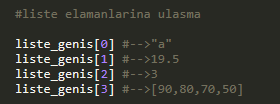 #liste elamanlarina ulasma
liste_genis[0] #-->"a"
liste_genis[1] #-->19.5
liste_genis[2] #-->3
liste_genis[3] #-->[90,80,70,50]